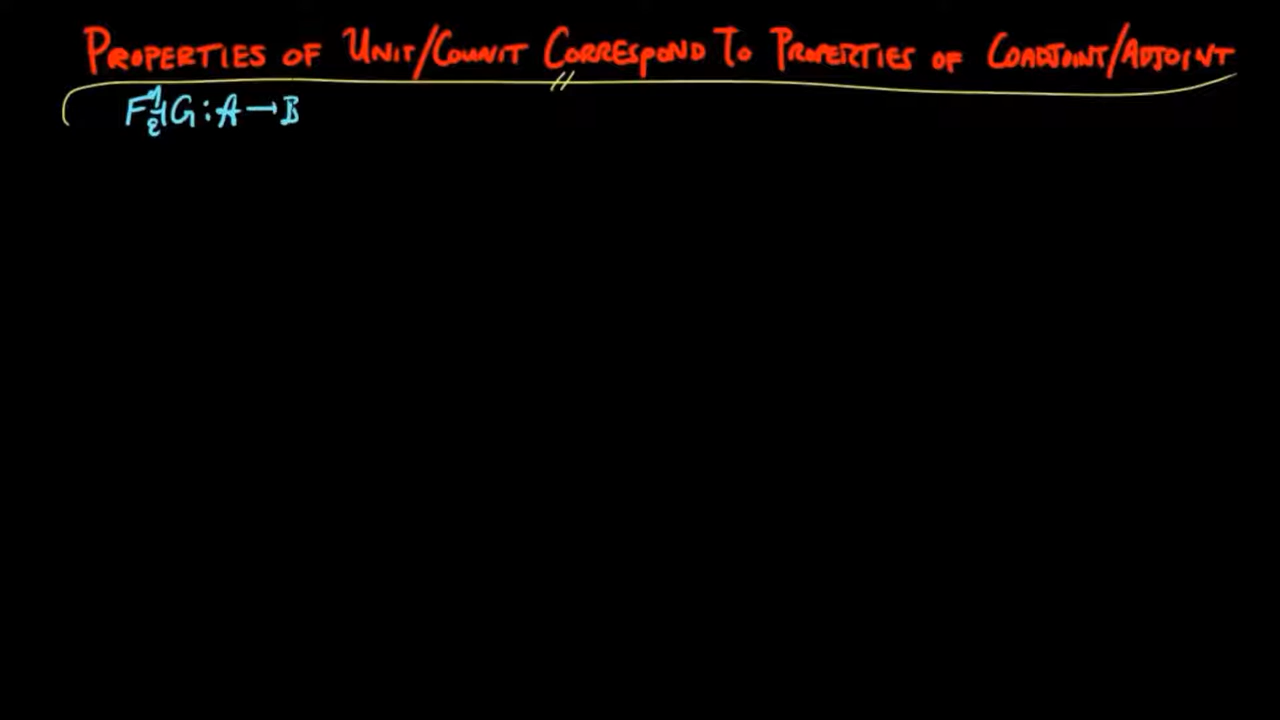 PROPERTIES OF UNIT/COUNIT CORRESPOND TO PROPERTIES OF COADJOINT/ADJOINT
F η⊣ε G : A → B